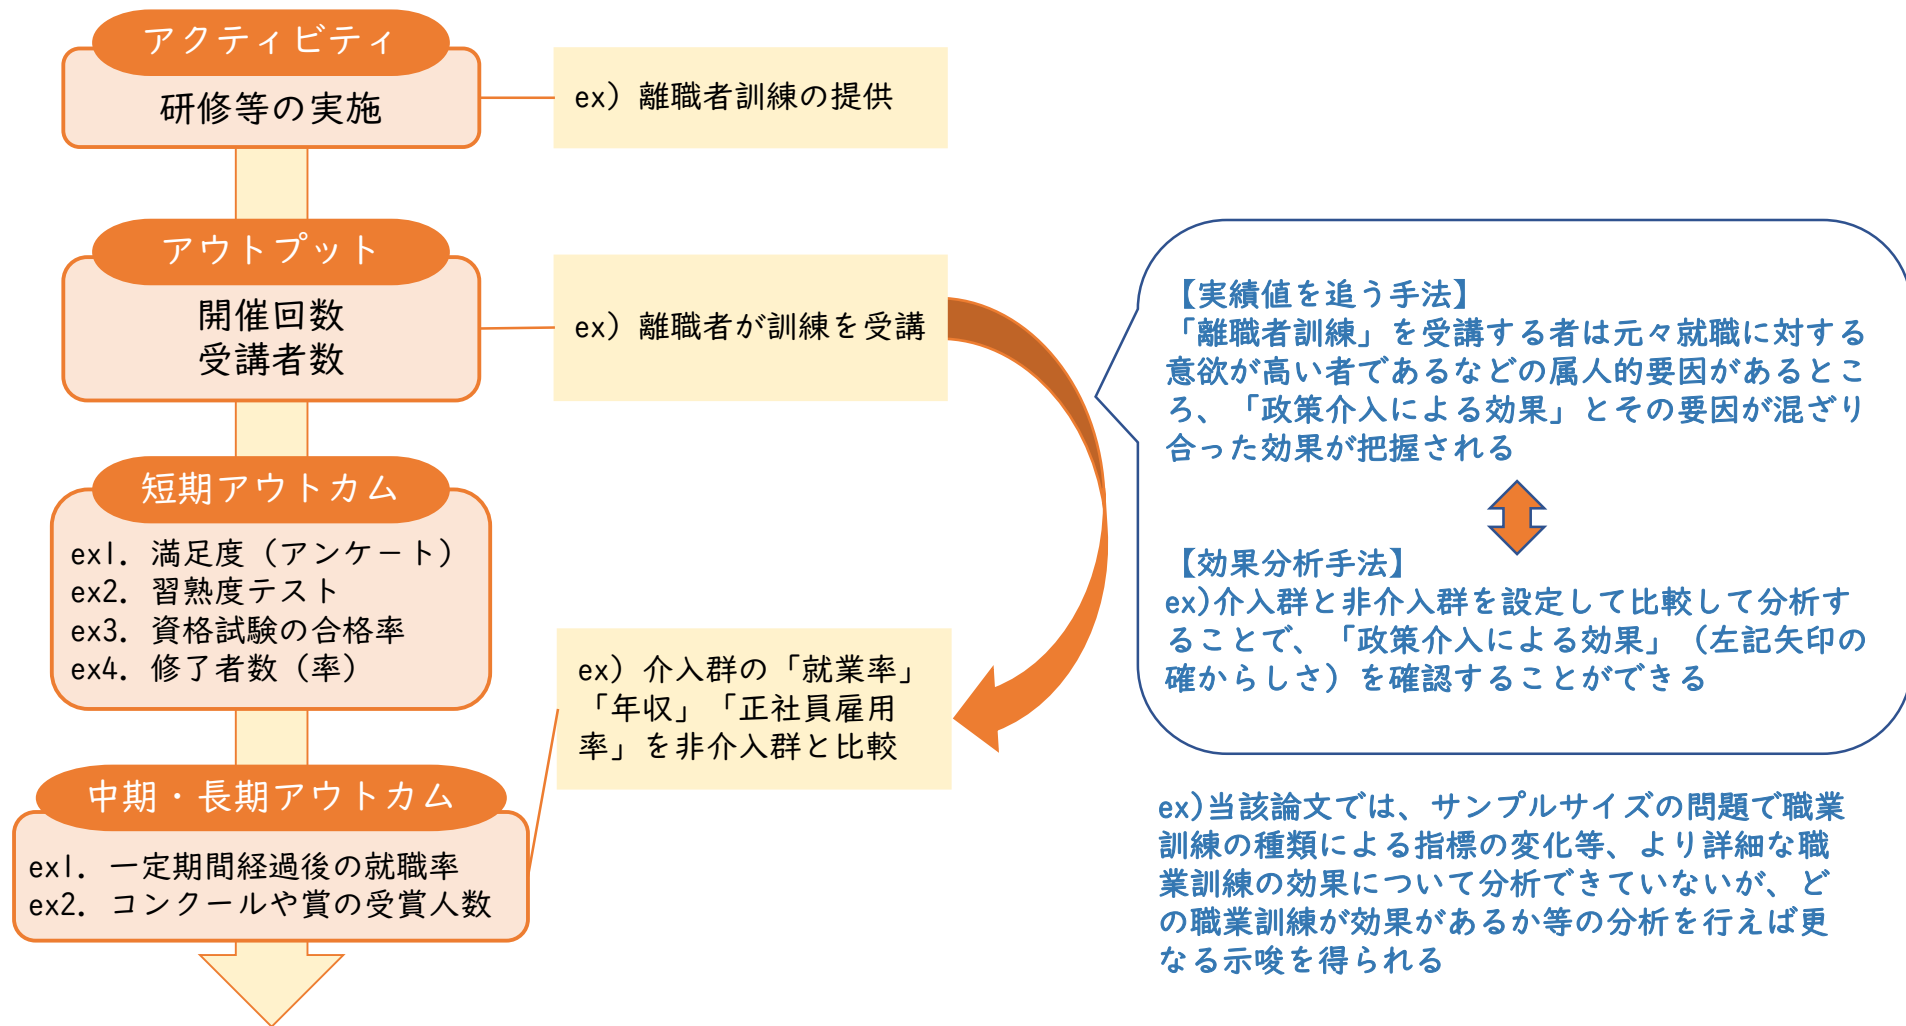 アクティビティ
研修等の実施
ex）離職者訓練の提供
アウトプット
開催回数
受講者数
ex）離職者が訓練を受講
短期アウトカム
ex1. 満足度（アンケート）
ex2. 習熟度テスト
ex3. 資格試験の合格率
ex4. 修了者数（率）
ex）介入群の「就業率」
「年収」「正社員雇用
率」を非介入群と比較
中期・長期アウトカム
ex1. 一定期間経過後の就職率
ex2. コンクールや賞の受賞人数
【実績値を追う手法】
「離職者訓練」を受講する者は元々就職に対する
意欲が高い者であるなどの属人的要因があるとこ
ろ、「政策介入による効果」とその要因が混ざり
合った効果が把握される
【効果分析手法】
ex)介入群と非介入群を設定して比較して分析す
ることで、「政策介入による効果」（左記矢印の
確からしさ）を確認することができる
ex)当該論文では、サンプルサイズの問題で職業
訓練の種類による指標の変化等、より詳細な職
業訓練の効果について分析できていないが、ど
の職業訓練が効果があるか等の分析を行えば更
なる示唆を得られる